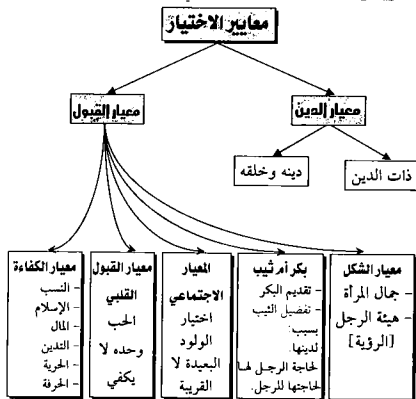 معايير الاختيار
معيار الدين
معيار القبول
ذات الدين
دينه وخلقه
معيار الشكل
- جمال المرأة
- هيئة الرجل
[الرؤية]
بكر أم ثيب
- تقديم البكر
- تفضيل الثيب
بسبب:
لدينها.
لحاجة الرجل لها
لحاجتها للرجل.
المعيار
الاجتماعي
اختيار
الولود
البعيدة لا
القريبة
معيار القبول
القلبي
الحب
وحده لا
يكفي
معيار الكفاءة
- النسب
- الإسلام
- المال
- التدين
- الحرية
- الحرفة